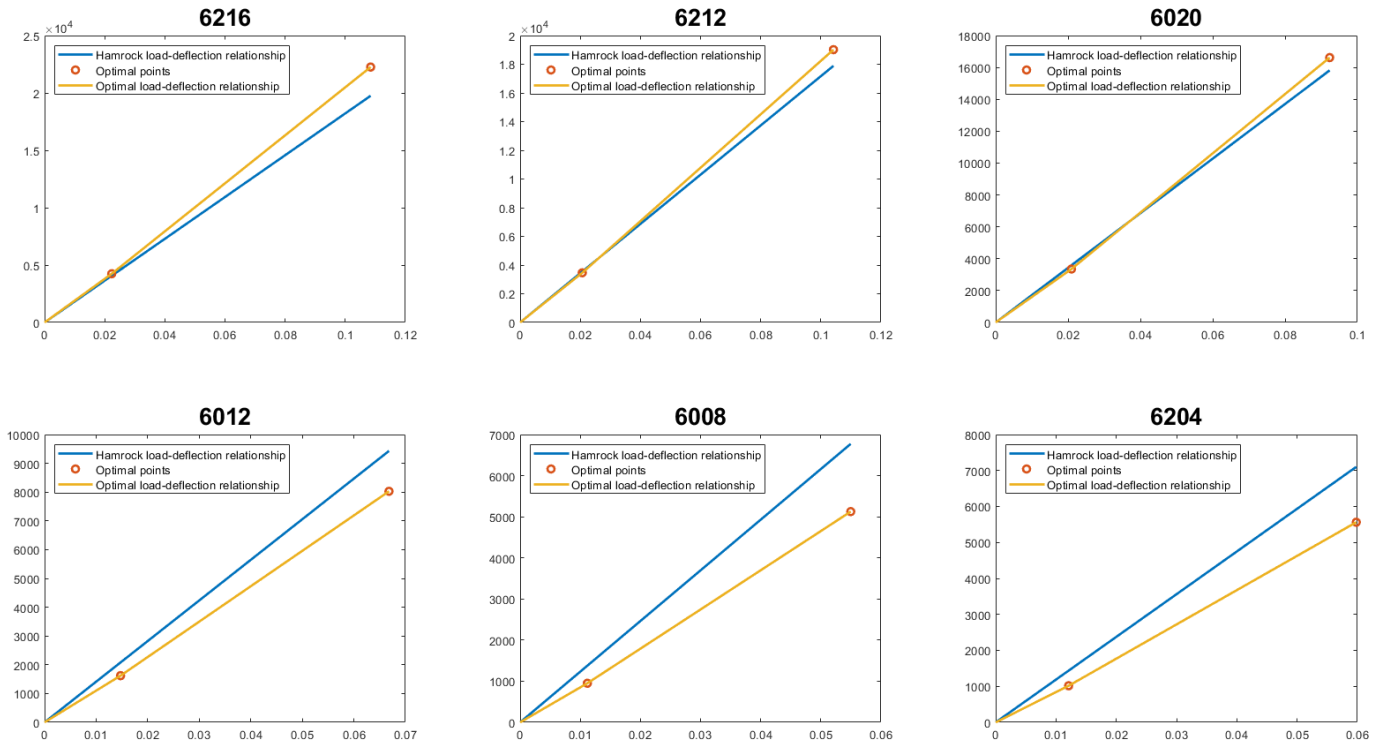 6216
×10⁴
2.5
2
1.5
1
0.5
0
0 0.02 0.04 0.06 0.08 0.1 0.12
Hamrock load-deflection relationship
Optimal points
Optimal load-deflection relationship
6212
×10⁴
2
1.8
1.6
1.4
1.2
1
0.8
0.6
0.4
0.2
0
0 0.02 0.04 0.06 0.08 0.1 0.12
Hamrock load-deflection relationship
Optimal points
Optimal load-deflection relationship
6020
18000
16000
14000
12000
10000
8000
6000
4000
2000
0
0 0.02 0.04 0.06 0.08 0.1
Hamrock load-deflection relationship
Optimal points
Optimal load-deflection relationship
6012
10000
9000
8000
7000
6000
5000
4000
3000
2000
1000
0
0 0.01 0.02 0.03 0.04 0.05 0.06 0.07
Hamrock load-deflection relationship
Optimal points
Optimal load-deflection relationship
6008
7000
6000
5000
4000
3000
2000
1000
0
0 0.01 0.02 0.03 0.04 0.05 0.06
Hamrock load-deflection relationship
Optimal points
Optimal load-deflection relationship
6204
8000
7000
6000
5000
4000
3000
2000
1000
0
0 0.01 0.02 0.03 0.04 0.05 0.06
Hamrock load-deflection relationship
Optimal points
Optimal load-deflection relationship